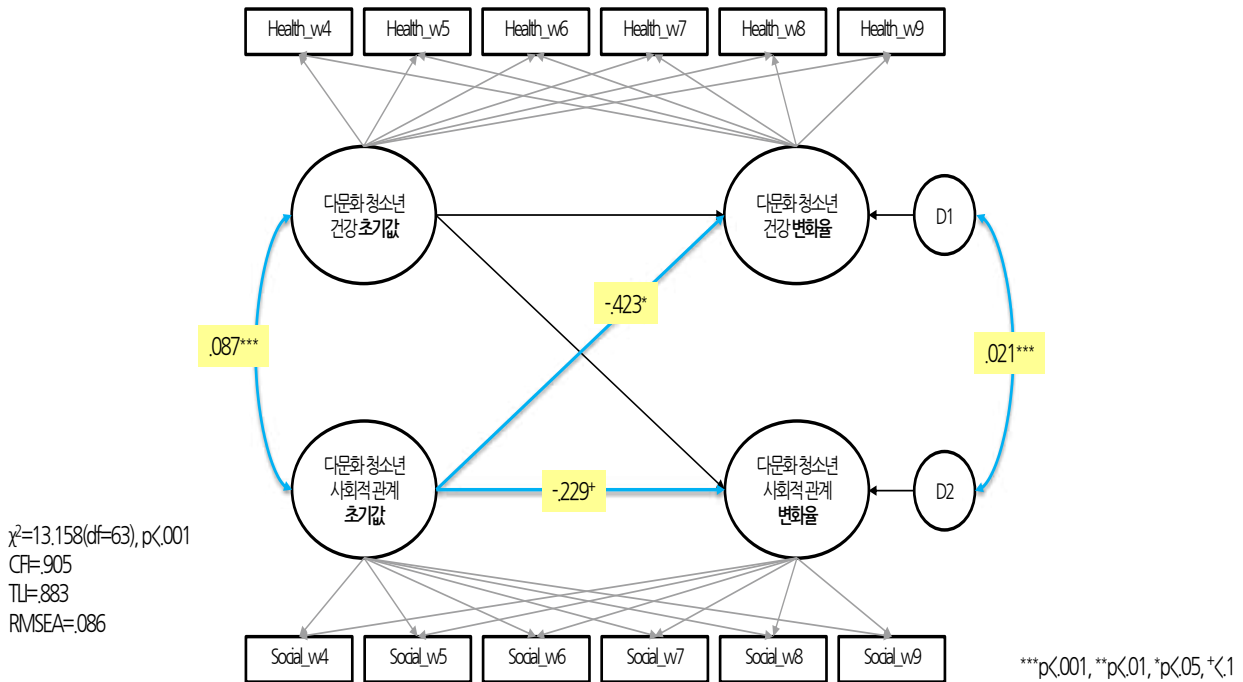 Health_w4 Health_w5 Health_w6 Health_w7 Health_w8 Health_w9
다문화 청소년
건강 초기값
다문화 청소년
건강 변화율
D1
-.423*
.087***
.021***
다문화 청소년
사회적 관계
초기값
-.229+
다문화 청소년
사회적 관계
변화율
D2
χ²=13.158(df=63), p<.001
CFI=.905
TLI=.883
RMSEA=.086
Social_w4 Social_w5 Social_w6 Social_w7 Social_w8 Social_w9
***p<.001, **p<.01, *p<.05, +<.1